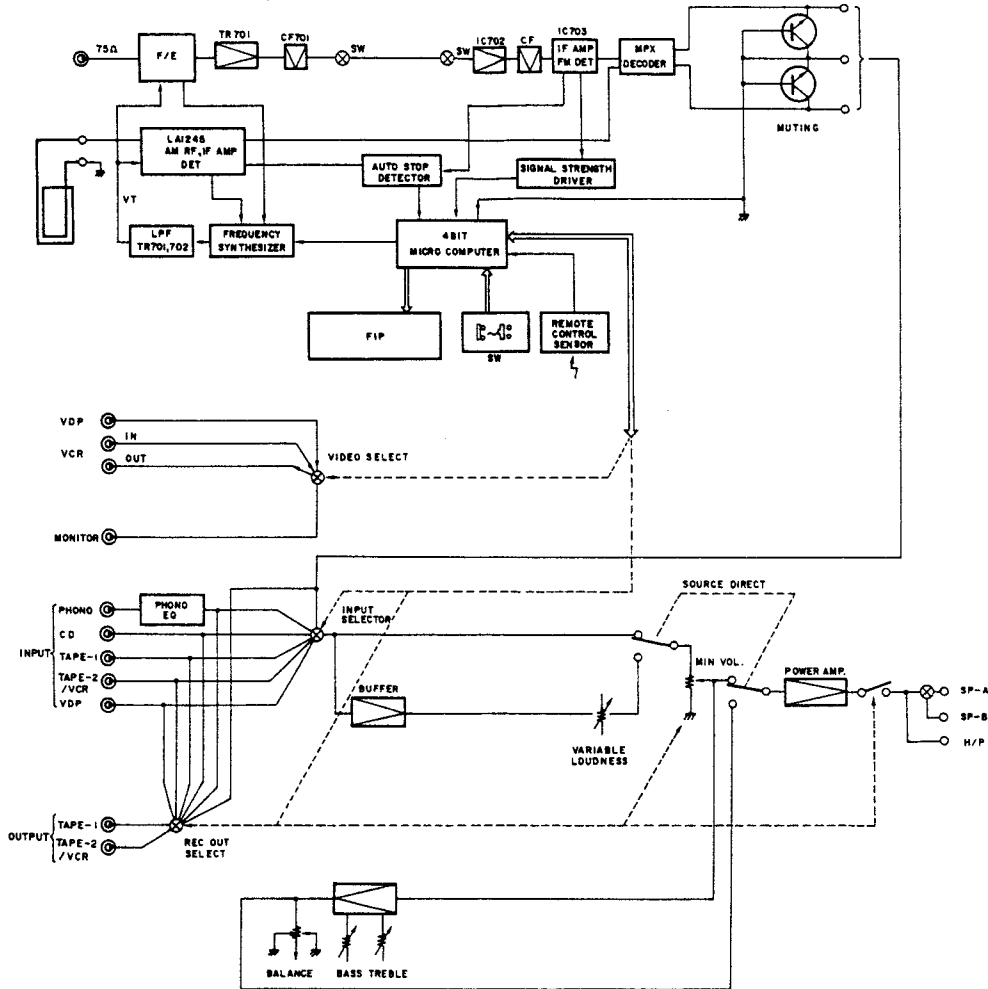 75Ω
F/E
TR701
CF701
SW
SW
IC702
CF
IC703
IF AMP
FM DET
MPX
DECODER
MUTING
LA1245
AM RF, IF AMP
DET
AUTO STOP
DETECTOR
SIGNAL STRENGTH
DRIVER
VT
LPF
TR701,702
FREQUENCY
SYNTHESIZER
4BIT
MICRO COMPUTER
FIP
SW
REMOTE
CONTROL
SENSOR
VDP
VCR
IN
OUT
VIDEO SELECT
MONITOR
INPUT
PHONO
CD
TAPE-1
TAPE-2
/VCR
VDP
PHONO
EQ
INPUT
SELECTOR
SOURCE DIRECT
BUFFER
VARIABLE
LOUDNESS
MIN VOL.
POWER AMP.
SP-A
SP-B
H/P
OUTPUT
TAPE-1
TAPE-2
/VCR
REC OUT
SELECT
BALANCE
BASS TREBLE